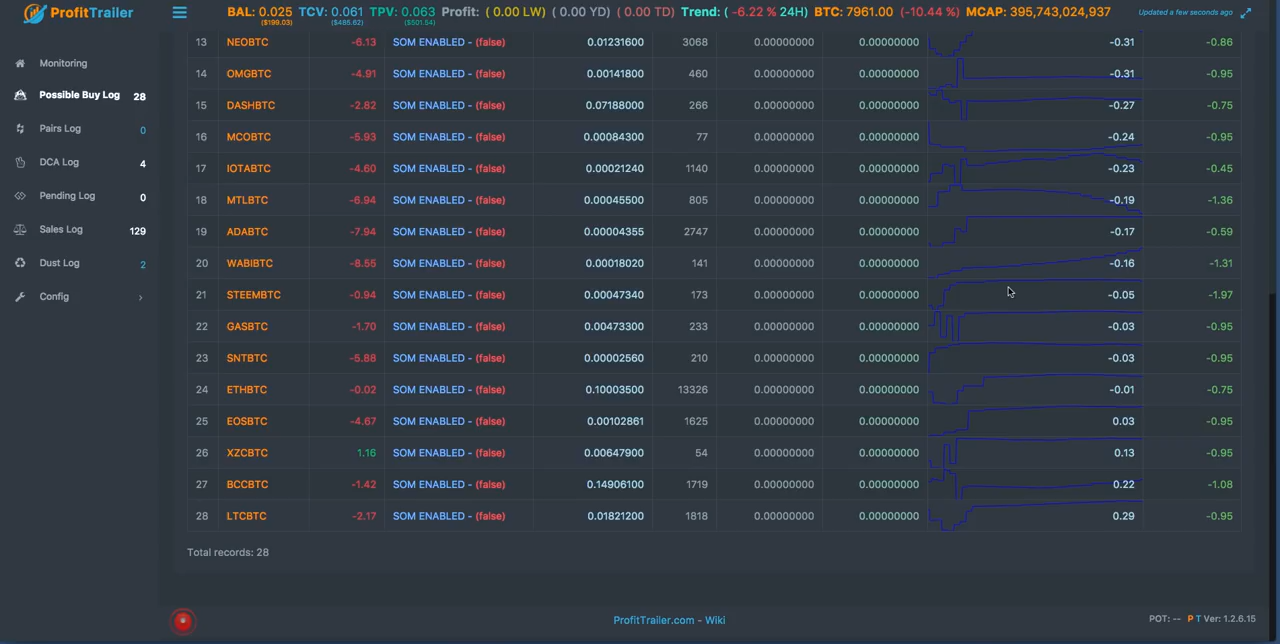 ProfitTrailer
BAL: 0.025 TCV: 0.061 TPV: 0.063 Profit: ( 0.00 LW) ( 0.00 YD) ( 0.00 TD) Trend: ( -6.22 % 24H) BTC: 7961.00 (-10.44 %) MCAP: 395,743,024,937 Updated a few seconds ago
($199.03) ($485.62) ($501.54)
Monitoring
Possible Buy Log 28
Pairs Log 0
DCA Log 4
Pending Log 0
Sales Log 129
Dust Log 2
Config
13 NEOBTC -6.13 SOM ENABLED - (false) 0.01231600 3068 0.00000000 0.00000000 -0.31 -0.86
14 OMGBTC -4.91 SOM ENABLED - (false) 0.00141800 460 0.00000000 0.00000000 -0.31 -0.95
15 DASHBTC -2.82 SOM ENABLED - (false) 0.07188000 266 0.00000000 0.00000000 -0.27 -0.75
16 MCOBTC -5.93 SOM ENABLED - (false) 0.00084300 77 0.00000000 0.00000000 -0.24 -0.95
17 IOTABTC -4.60 SOM ENABLED - (false) 0.00021240 1140 0.00000000 0.00000000 -0.23 -0.45
18 MTLBTC -6.94 SOM ENABLED - (false) 0.00045500 805 0.00000000 0.00000000 -0.19 -1.36
19 ADABTC -7.94 SOM ENABLED - (false) 0.00004355 2747 0.00000000 0.00000000 -0.17 -0.59
20 WABIBTC -8.55 SOM ENABLED - (false) 0.00018020 141 0.00000000 0.00000000 -0.16 -1.31
21 STEEMBTC -0.94 SOM ENABLED - (false) 0.00047340 173 0.00000000 0.00000000 -0.05 -1.97
22 GASBTC -1.70 SOM ENABLED - (false) 0.00473300 233 0.00000000 0.00000000 -0.03 -0.95
23 SNTBTC -5.88 SOM ENABLED - (false) 0.00002560 210 0.00000000 0.00000000 -0.03 -0.95
24 ETHBTC -0.02 SOM ENABLED - (false) 0.10003500 13326 0.00000000 0.00000000 -0.01 -0.75
25 EOSBTC -4.67 SOM ENABLED - (false) 0.00102861 1625 0.00000000 0.00000000 0.03 -0.95
26 XZCBTC 1.16 SOM ENABLED - (false) 0.00647900 54 0.00000000 0.00000000 0.13 -0.95
27 BCCBTC -1.42 SOM ENABLED - (false) 0.14906100 1719 0.00000000 0.00000000 0.22 -1.08
28 LTCBTC -2.17 SOM ENABLED - (false) 0.01821200 1818 0.00000000 0.00000000 0.29 -0.95
Total records: 28
ProfitTrailer.com - Wiki
POT: -- P T Ver: 1.2.6.15